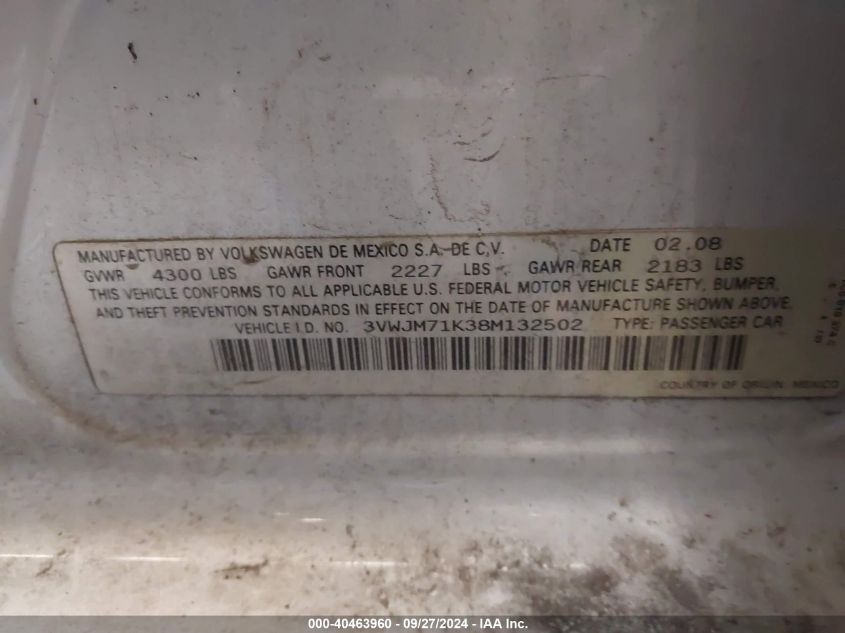 MANUFACTURED BY VOLKSWAGEN DE MEXICO S.A. DE C.V. DATE 02.08
GVWR 4300 LBS GAWR FRONT 2227 LBS GAWR REAR 2183 LBS
THIS VEHICLE CONFORMS TO ALL APPLICABLE U.S. FEDERAL MOTOR VEHICLE SAFETY, BUMPER,
AND THEFT PREVENTION STANDARDS IN EFFECT ON THE DATE OF MANUFACTURE SHOWN ABOVE.
VEHICLE I.D. NO. 3VWJM71K38M132502 TYPE: PASSENGER CAR
COUNTRY OF ORIGIN: MEXICO
000-40463960 - 09/27/2024 - IAA Inc.